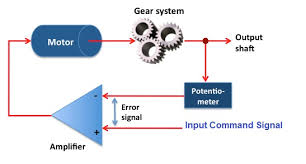 Gear system
Motor
Output
shaft
Potentio-
meter
-
Error
signal
+
Input Command Signal
Amplifier